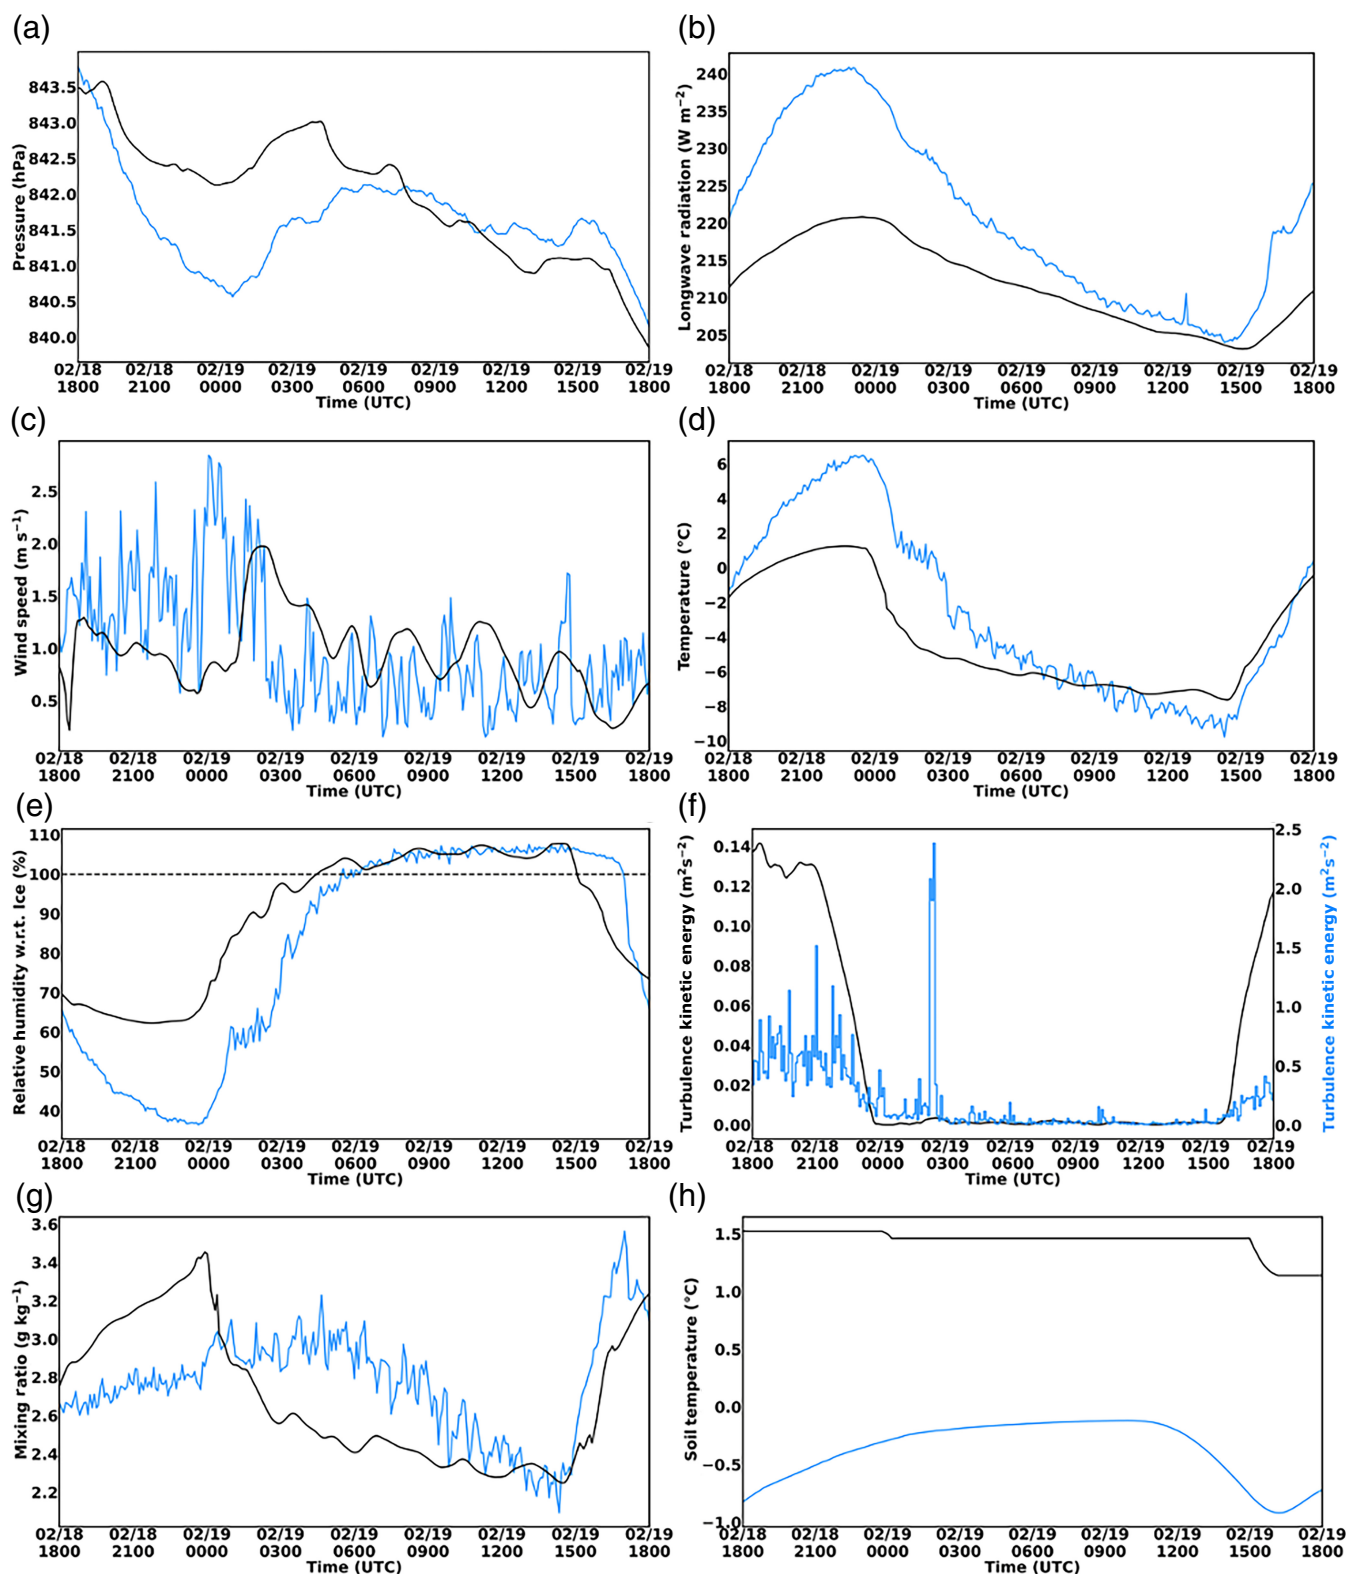 (a)
Pressure (hPa)
843.5
843.0
842.5
842.0
841.5
841.0
840.5
840.0
02/18 02/18 02/19 02/19 02/19 02/19 02/19 02/19 02/19
1800 2100 0000 0300 0600 0900 1200 1500 1800
Time (UTC)
(b)
Longwave radiation (W m−2)
240
235
230
225
220
215
210
205
02/18 02/18 02/19 02/19 02/19 02/19 02/19 02/19 02/19
1800 2100 0000 0300 0600 0900 1200 1500 1800
Time (UTC)
(c)
Wind speed (m s−1)
2.5
2.0
1.5
1.0
0.5
02/18 02/18 02/19 02/19 02/19 02/19 02/19 02/19 02/19
1800 2100 0000 0300 0600 0900 1200 1500 1800
Time (UTC)
(d)
Temperature (°C)
6
4
2
0
−2
−4
−6
−8
−10
02/18 02/18 02/19 02/19 02/19 02/19 02/19 02/19 02/19
1800 2100 0000 0300 0600 0900 1200 1500 1800
Time (UTC)
(e)
Relative humidity w.r.t. Ice (%)
110
100
90
80
70
60
50
40
02/18 02/18 02/19 02/19 02/19 02/19 02/19 02/19 02/19
1800 2100 0000 0300 0600 0900 1200 1500 1800
Time (UTC)
(f)
Turbulence kinetic energy (m2s−2)
0.14
0.12
0.10
0.08
0.06
0.04
0.02
0.00
2.5
2.0
1.5
1.0
0.5
0.0
Turbulence kinetic energy (m2s−2)
02/18 02/18 02/19 02/19 02/19 02/19 02/19 02/19 02/19
1800 2100 0000 0300 0600 0900 1200 1500 1800
Time (UTC)
(g)
Mixing ratio (g kg−1)
3.6
3.4
3.2
3.0
2.8
2.6
2.4
2.2
02/18 02/18 02/19 02/19 02/19 02/19 02/19 02/19 02/19
1800 2100 0000 0300 0600 0900 1200 1500 1800
Time (UTC)
(h)
Soil temperature (°C)
1.5
1.0
0.5
0.0
−0.5
−1.0
02/18 02/18 02/19 02/19 02/19 02/19 02/19 02/19 02/19
1800 2100 0000 0300 0600 0900 1200 1500 1800
Time (UTC)